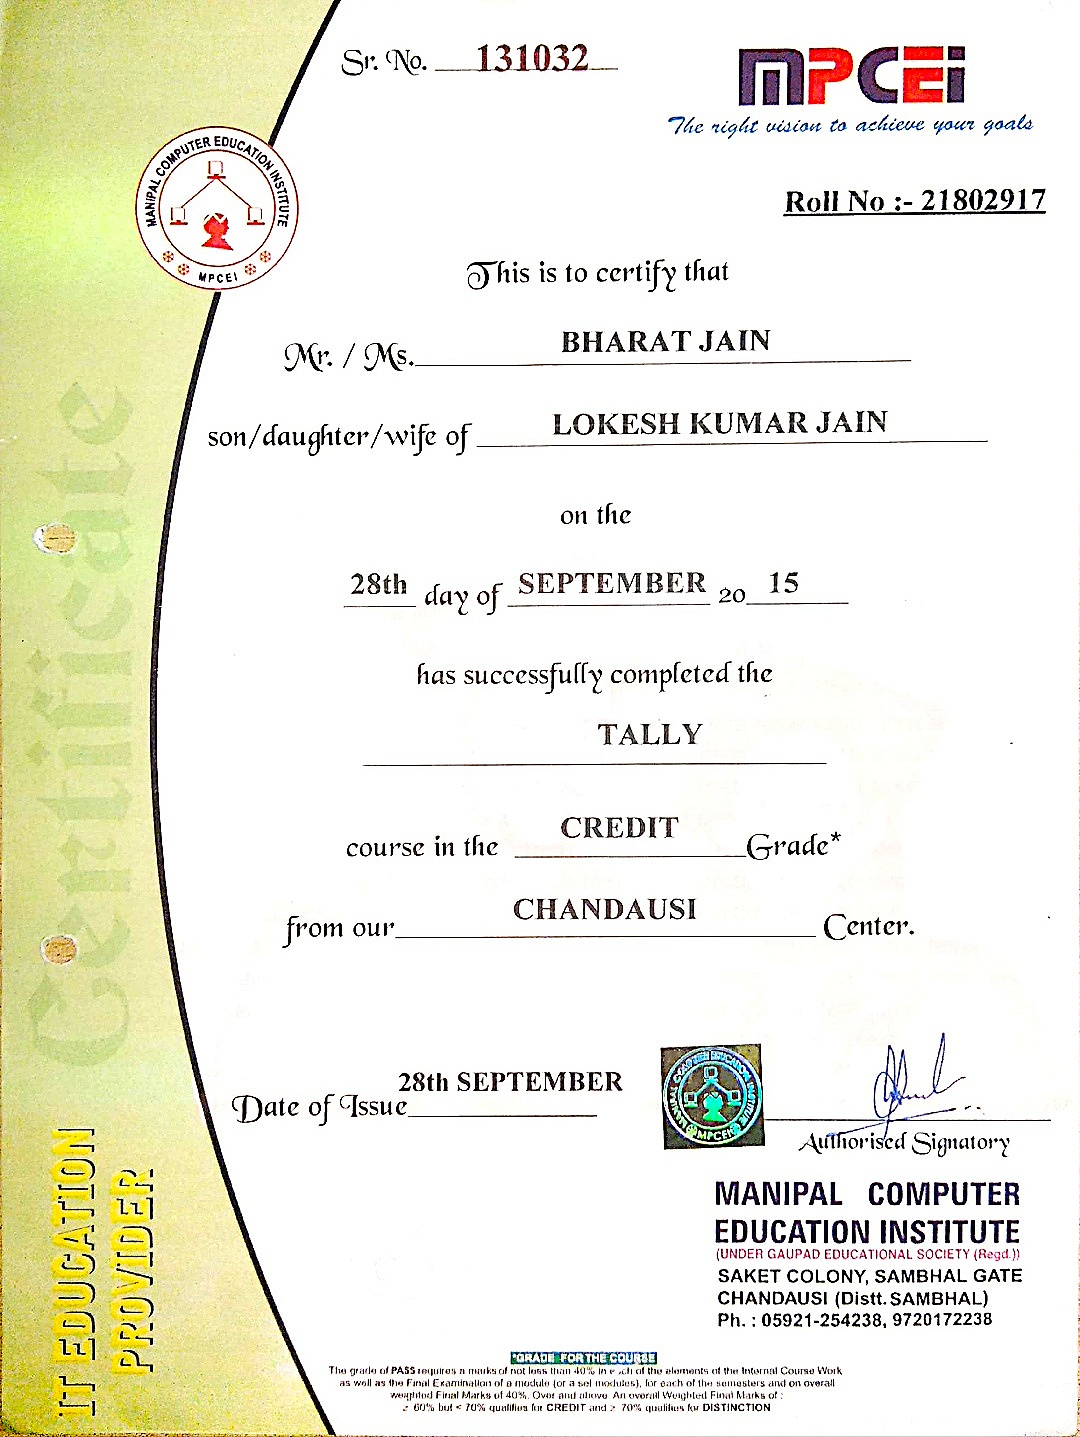 Sr. No. 131032
MPCEi
The right vision to achieve your goals
MANIPAL COMPUTER EDUCATION INSTITUTE
MPCEI
Roll No :- 21802917
This is to certify that
Mr. / Ms. BHARAT JAIN
son/daughter/wife of LOKESH KUMAR JAIN
on the
28th day of SEPTEMBER 20 15
has successfully completed the
TALLY
course in the CREDIT Grade*
from our CHANDAUSI Center.
Certificate
IT EDUCATION
PROVIDER
28th SEPTEMBER
Date of Issue
MANIPAL COMPUTER EDUCATION INSTITUTE
MPCEI
Authorised Signatory
MANIPAL COMPUTER
EDUCATION INSTITUTE
(UNDER GAUPAD EDUCATIONAL SOCIETY (Regd.))
SAKET COLONY, SAMBHAL GATE
CHANDAUSI (Distt. SAMBHAL)
Ph. : 05921-254238, 9720172238
*GRADE FOR THE COURSE
The grade of PASS requires a marks of not less than 40% in each of the elements of the Internal Course Work
as well as the Final Examination of a module (or a set modules), for each of the semesters and on overall
weighted Final Marks of 40%. Over and above An overall Weighted Final Marks of :
≥ 60% but < 70% qualifies for CREDIT and ≥ 70% qualifies for DISTINCTION